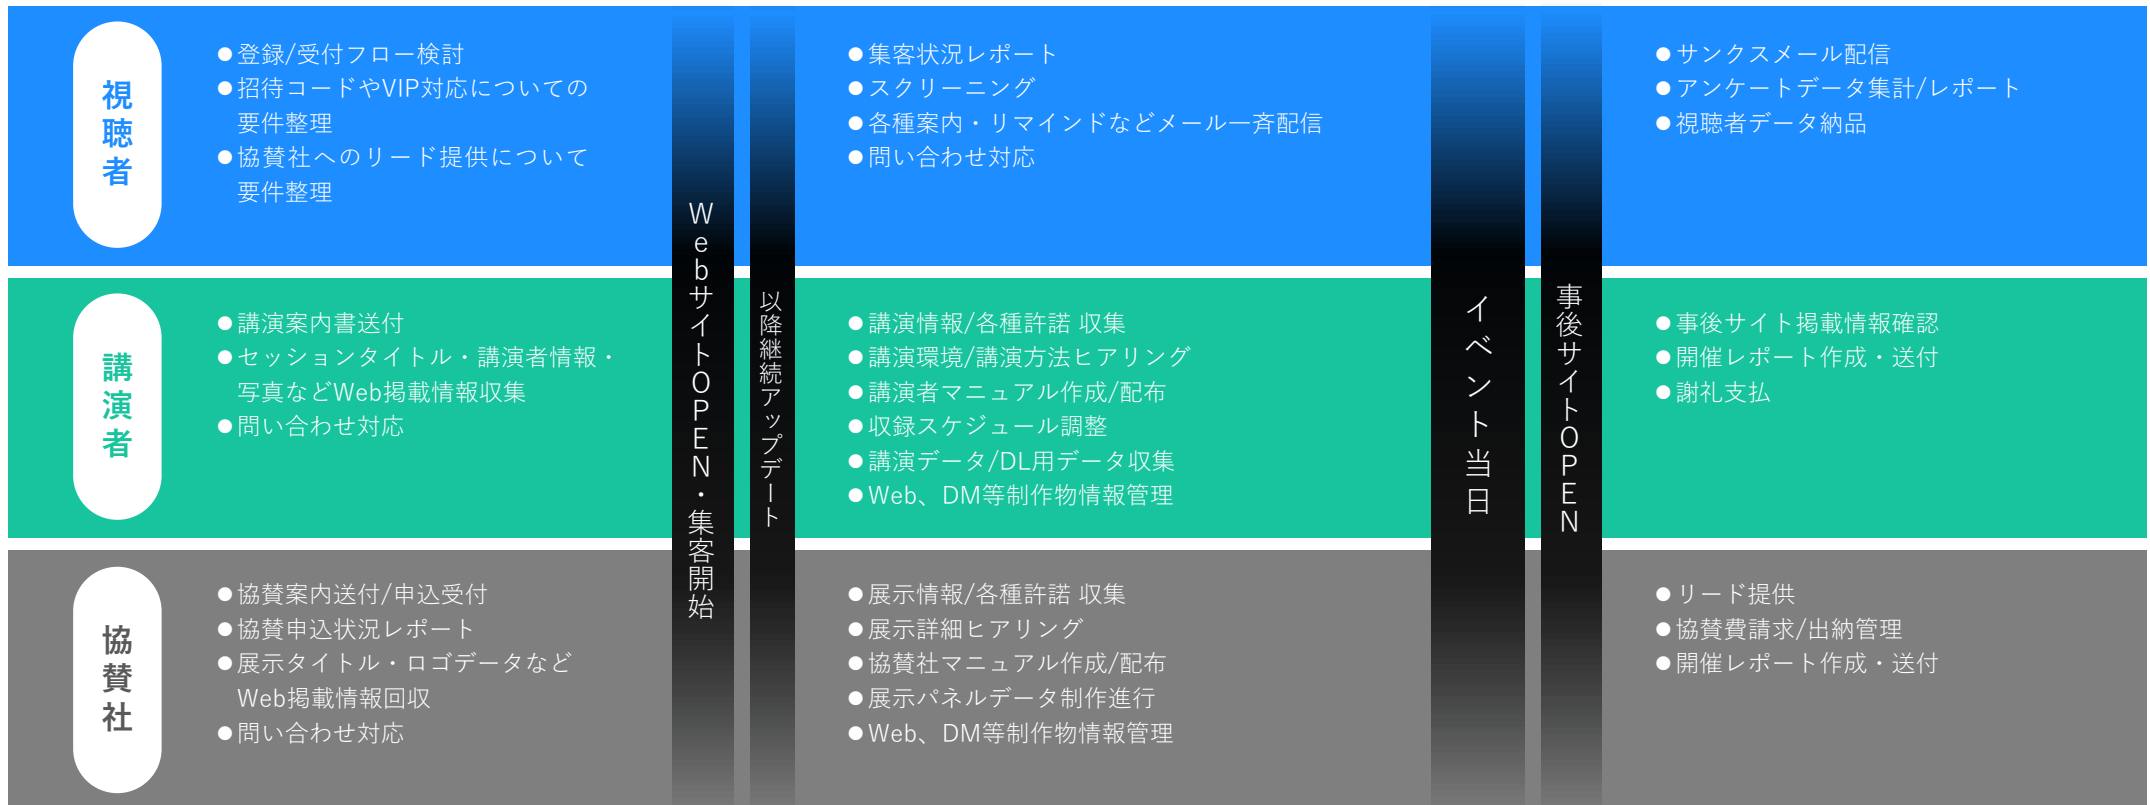 視聴者
●登録/受付フロー検討
●招待コードやVIP対応についての
要件整理
●協賛社へのリード提供について
要件整理
WebサイトOPEN・集客開始
以降継続アップデート
●集客状況レポート
●スクリーニング
●各種案内・リマインドなどメール一斉配信
●問い合わせ対応
イベント当日
事後サイトOPEN
●サンクスメール配信
●アンケートデータ集計/レポート
●視聴者データ納品
講演者
●講演案内書送付
●セッションタイトル・講演者情報・
写真などWeb掲載情報収集
●問い合わせ対応
●講演情報/各種許諾 収集
●講演環境/講演方法ヒアリング
●講演者マニュアル作成/配布
●収録スケジュール調整
●講演データ/DL用データ収集
●Web、DM等制作物情報管理
●事後サイト掲載情報確認
●開催レポート作成・送付
●謝礼支払
協賛社
●協賛案内送付/申込受付
●協賛申込状況レポート
●展示タイトル・ロゴデータなど
Web掲載情報回収
●問い合わせ対応
●展示情報/各種許諾 収集
●展示詳細ヒアリング
●協賛社マニュアル作成/配布
●展示パネルデータ制作進行
●Web、DM等制作物情報管理
●リード提供
●協賛費請求/出納管理
●開催レポート作成・送付